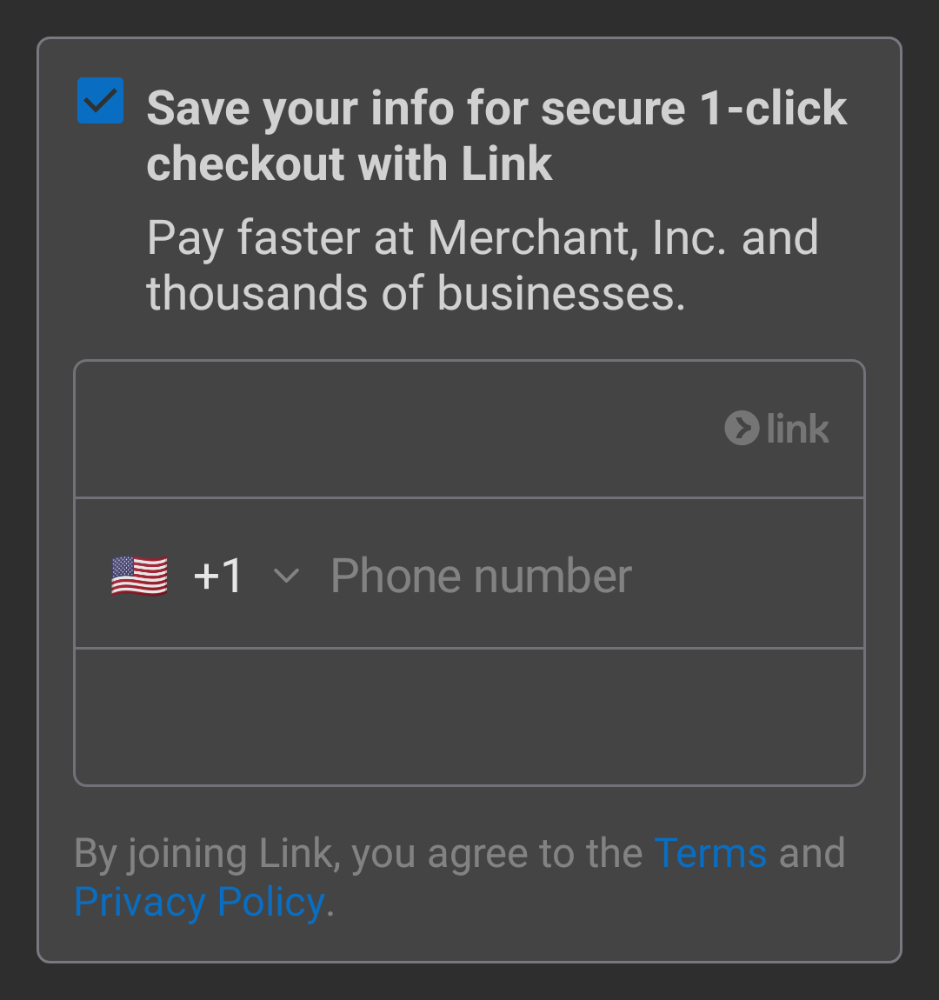 Save your info for secure 1-click
checkout with Link
Pay faster at Merchant, Inc. and
thousands of businesses.
link
+1 Phone number
By joining Link, you agree to the Terms and
Privacy Policy.